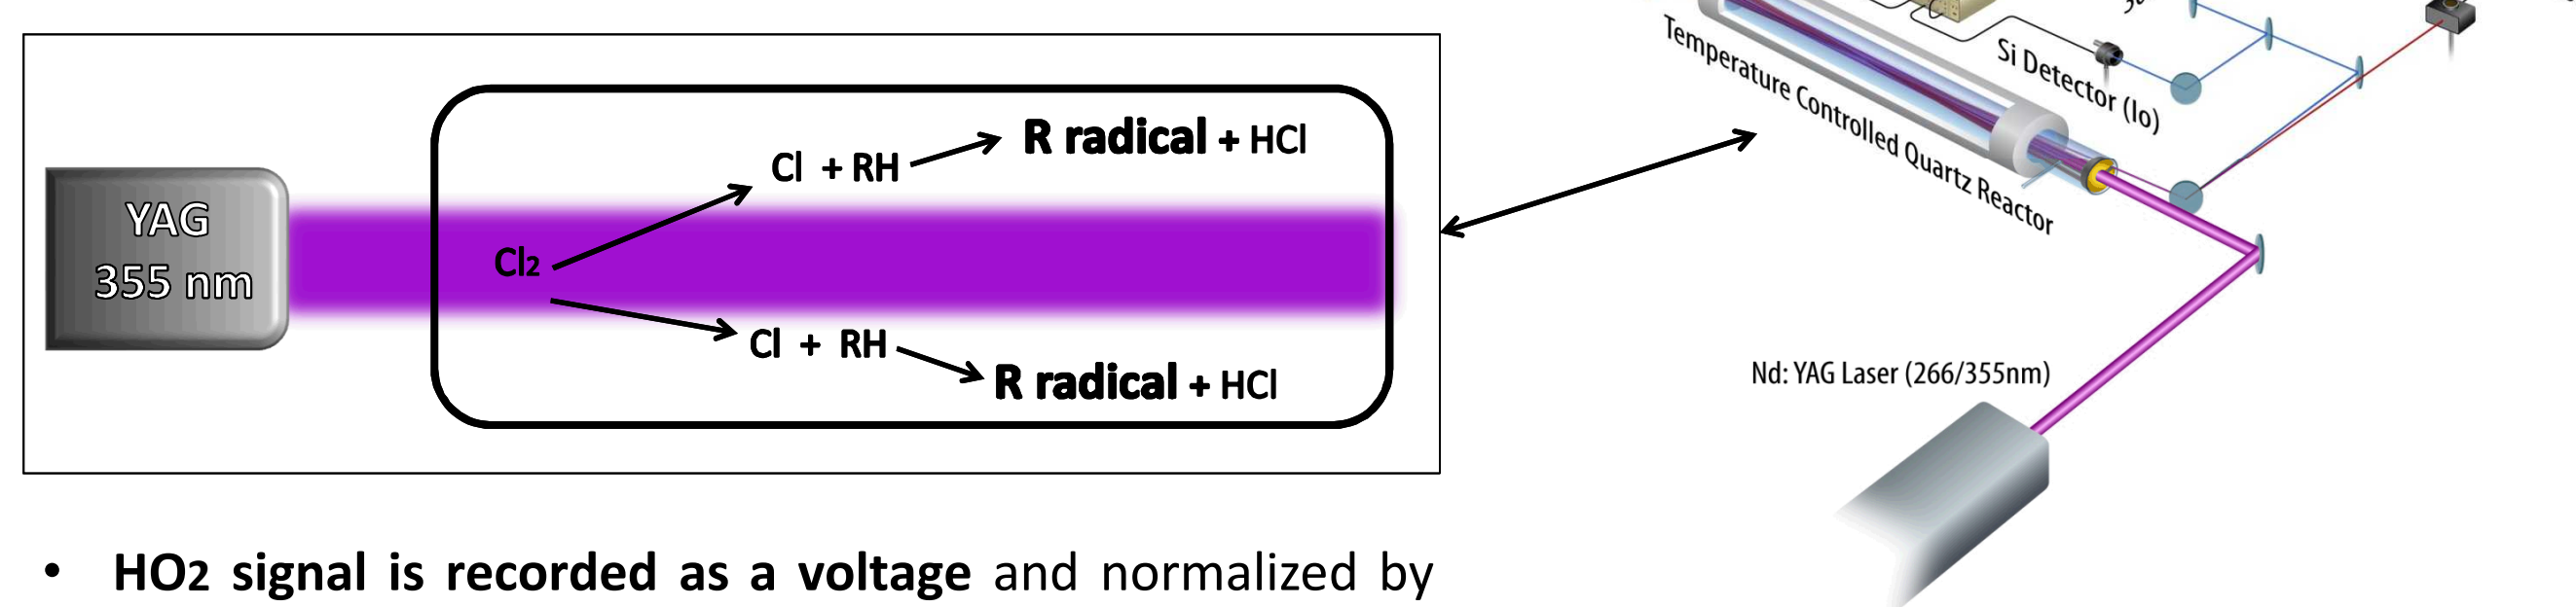 YAG
355 nm
Cl2
Cl + RH
R radical + HCl
Cl + RH
R radical + HCl
Temperature Controlled Quartz Reactor
Si Detector (Io)
Nd: YAG Laser (266/355nm)
• HO2 signal is recorded as a voltage and normalized by